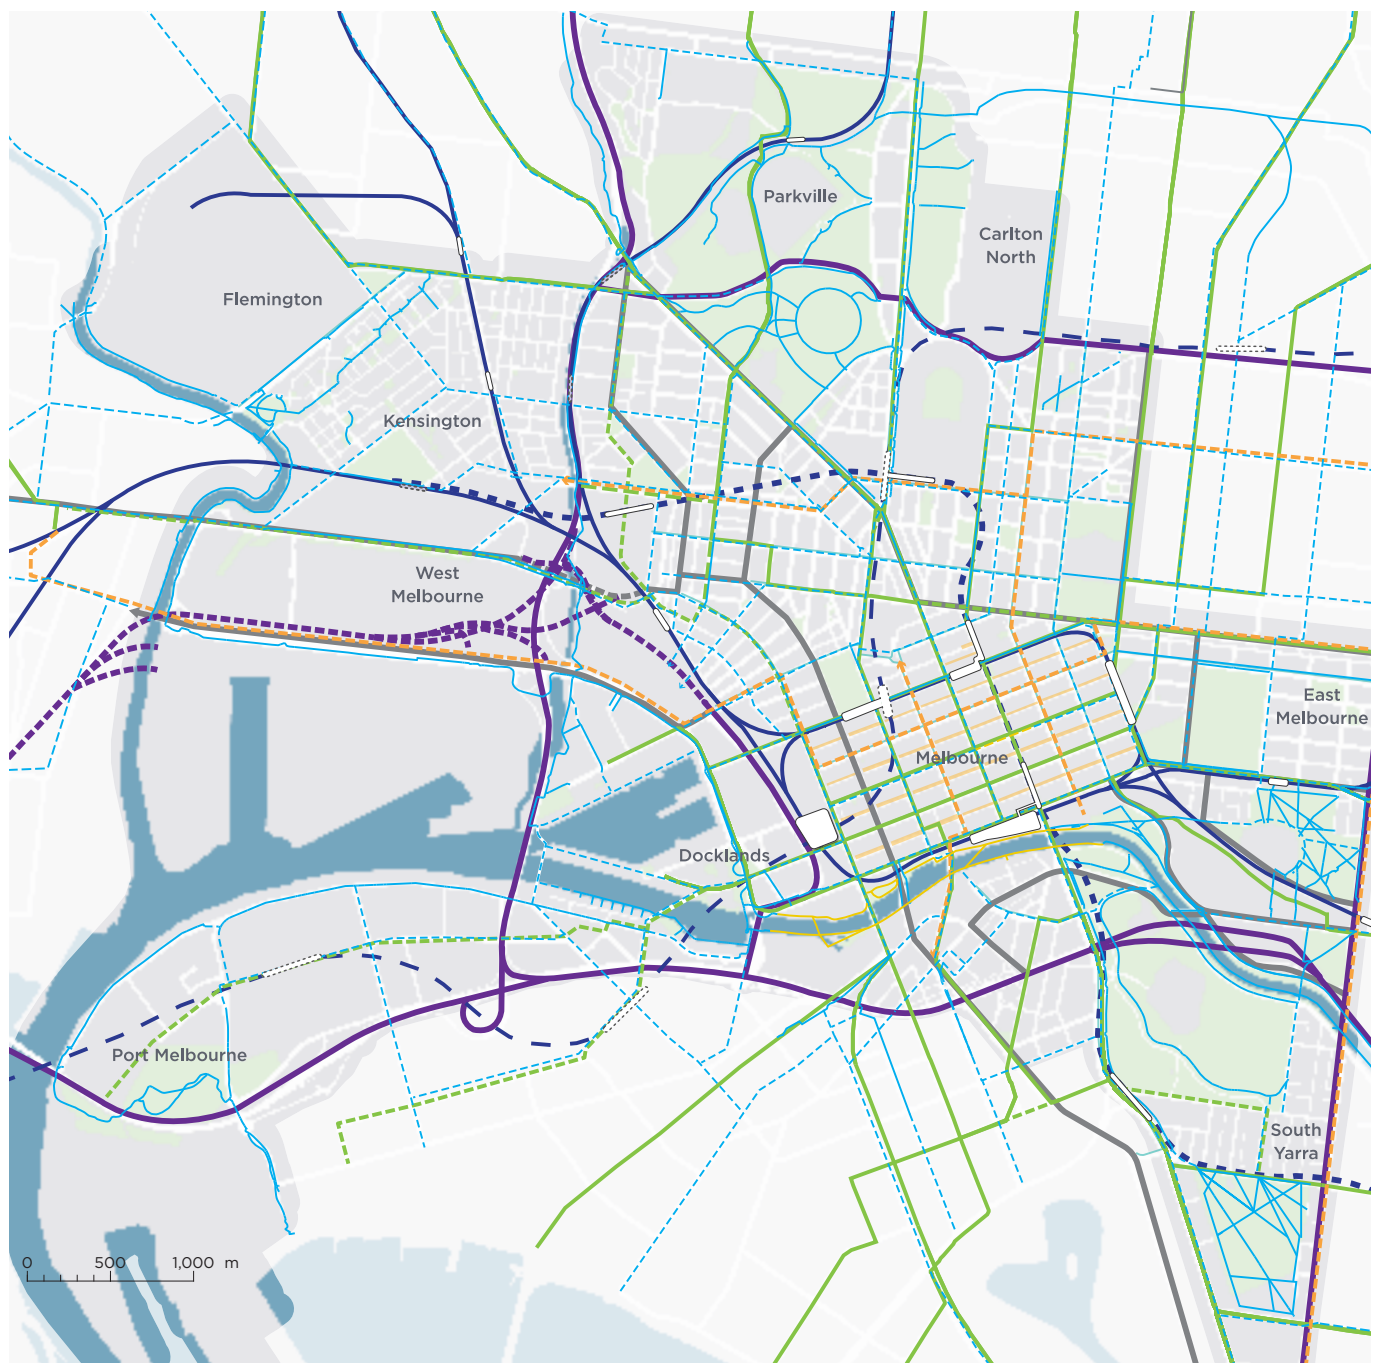 Parkville
Carlton
North
Flemington
Kensington
West
Melbourne
East
Melbourne
Melbourne
Docklands
Port Melbourne
South
Yarra
0 500 1,000 m